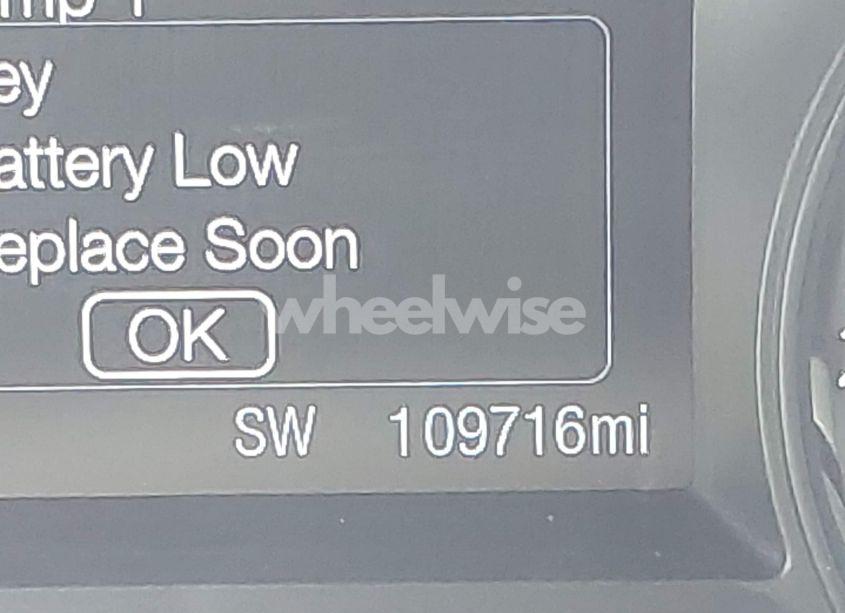 ey
attery Low
eplace Soon
OK
wheelwise
SW 109716mi